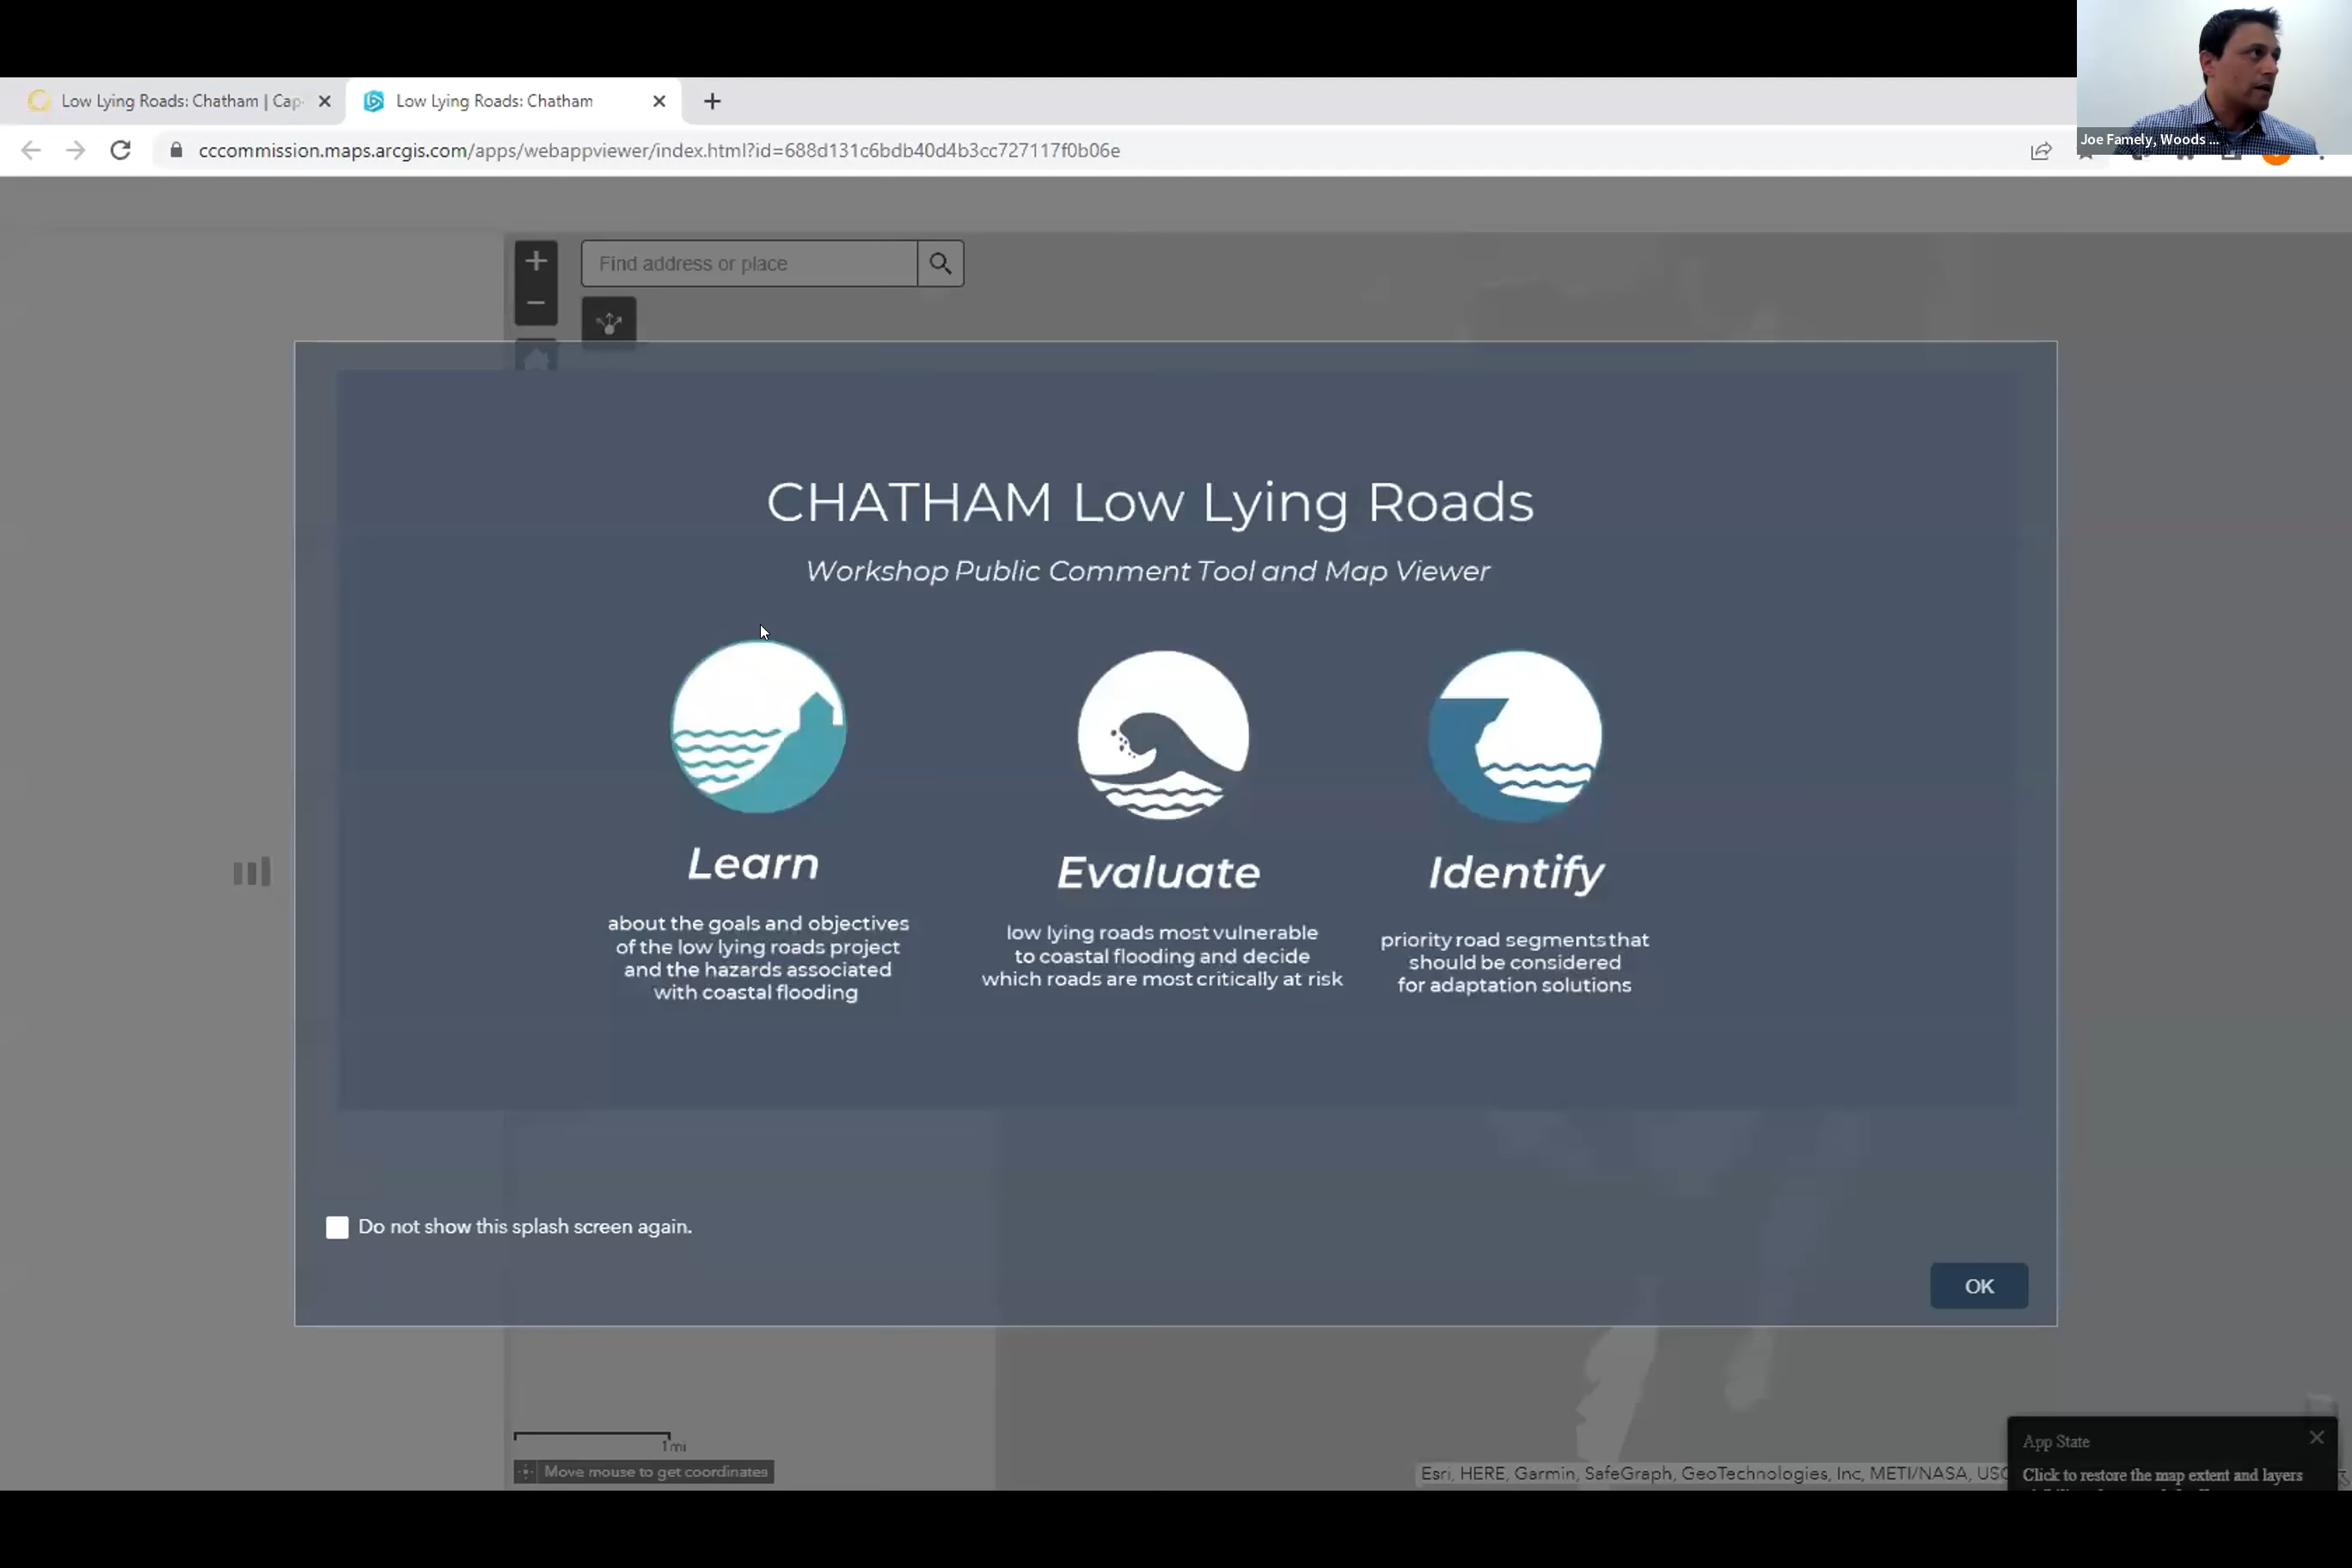 Low Lying Roads: Chatham | Cap
Low Lying Roads: Chatham
cccommission.maps.arcgis.com/apps/webappviewer/index.html?id=688d131c6bdb40d4b3cc727117f0b06e
Joe Famely, Woods ...
Find address or place
CHATHAM Low Lying Roads
Workshop Public Comment Tool and Map Viewer
Learn
about the goals and objectives
of the low lying roads project
and the hazards associated
with coastal flooding
Evaluate
low lying roads most vulnerable
to coastal flooding and decide
which roads are most critically at risk
Identify
priority road segments that
should be considered
for adaptation solutions
Do not show this splash screen again.
OK
1 mi
Move mouse to get coordinates
Esri, HERE, Garmin, SafeGraph, GeoTechnologies, Inc, METI/NASA, USG
App State
Click to restore the map extent and layers